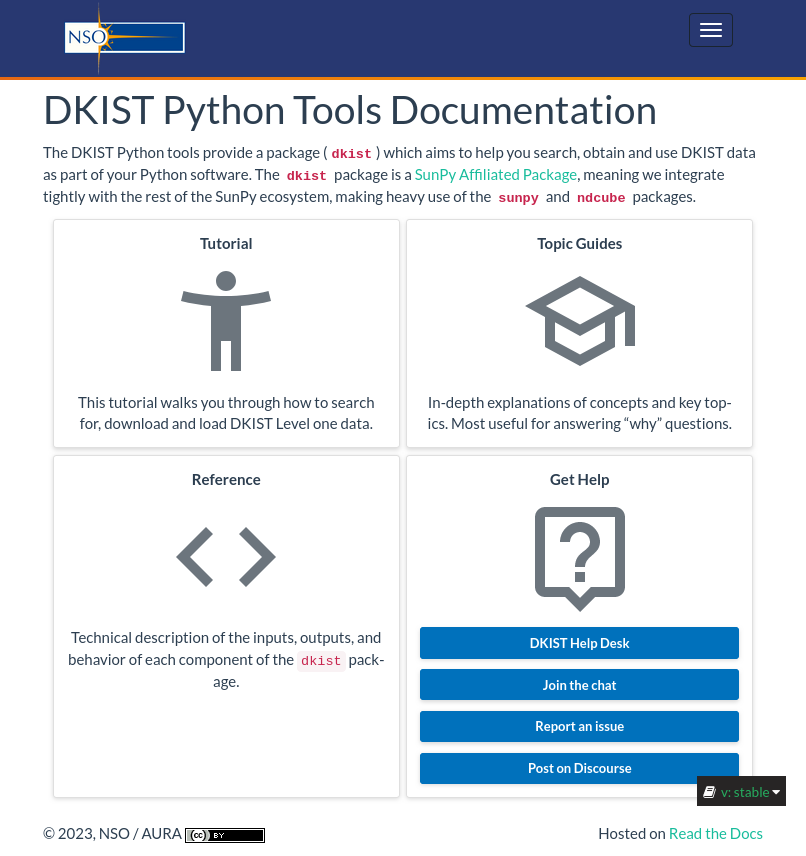 NSO
DKIST Python Tools Documentation
The DKIST Python tools provide a package ( dkist ) which aims to help you search, obtain and use DKIST data
as part of your Python software. The dkist package is a SunPy Affiliated Package, meaning we integrate
tightly with the rest of the SunPy ecosystem, making heavy use of the sunpy and ndcube packages.
Tutorial
This tutorial walks you through how to search
for, download and load DKIST Level one data.
Topic Guides
In-depth explanations of concepts and key top-
ics. Most useful for answering “why” questions.
Reference
Technical description of the inputs, outputs, and
behavior of each component of the dkist pack-
age.
Get Help
?
DKIST Help Desk
Join the chat
Report an issue
Post on Discourse
v: stable
© 2023, NSO / AURA cc BY
Hosted on Read the Docs